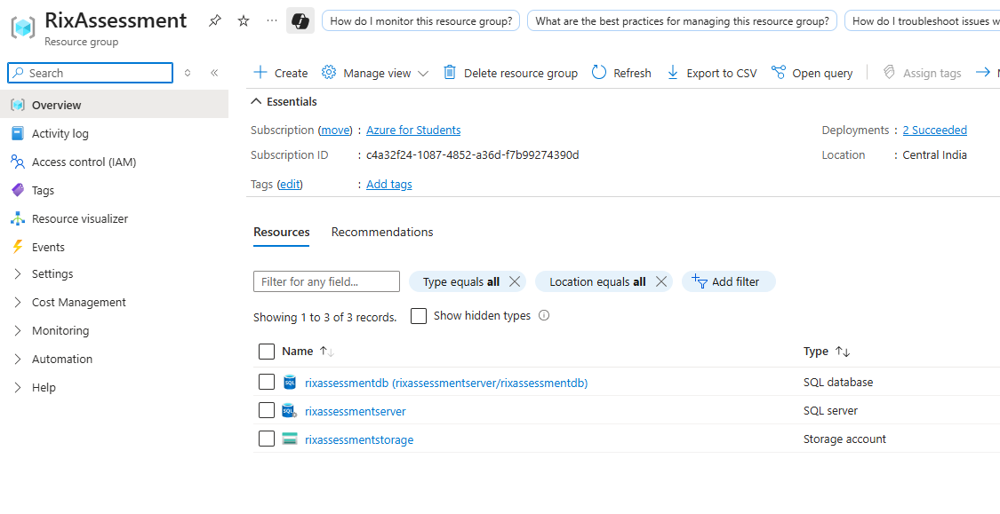 RixAssessment
Resource group
How do I monitor this resource group?
What are the best practices for managing this resource group?
How do I troubleshoot issues w
Search
Create
Manage view
Delete resource group
Refresh
Export to CSV
Open query
Assign tags
Overview
Activity log
Access control (IAM)
Tags
Resource visualizer
Events
Settings
Cost Management
Monitoring
Automation
Help
Essentials
Subscription (move) : Azure for Students
Deployments : 2 Succeeded
Subscription ID : c4a32f24-1087-4852-a36d-f7b99274390d
Location : Central India
Tags (edit) : Add tags
Resources Recommendations
Filter for any field...
Type equals all
Location equals all
Add filter
Showing 1 to 3 of 3 records.
Show hidden types
Name Type
rixassessmentdb (rixassessmentserver/rixassessmentdb) SQL database
SQL
rixassessmentserver SQL server
SQL
rixassessmentstorage Storage account